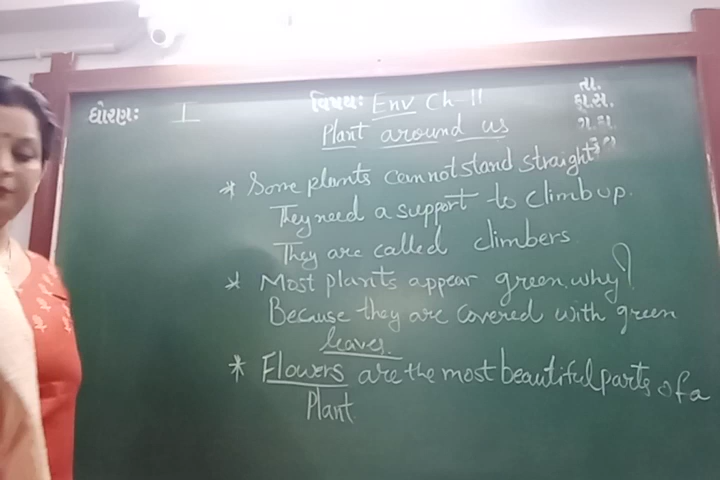 ધોરણ: I
વિષય: Env Ch-11
તા.
Plant around us
Some plants cannot stand straight
They need a support to climb up.
They are called climbers
Most plants appear green. why?
Because they are covered with green
leaves.
Flowers are the most beautiful parts of a
Plant